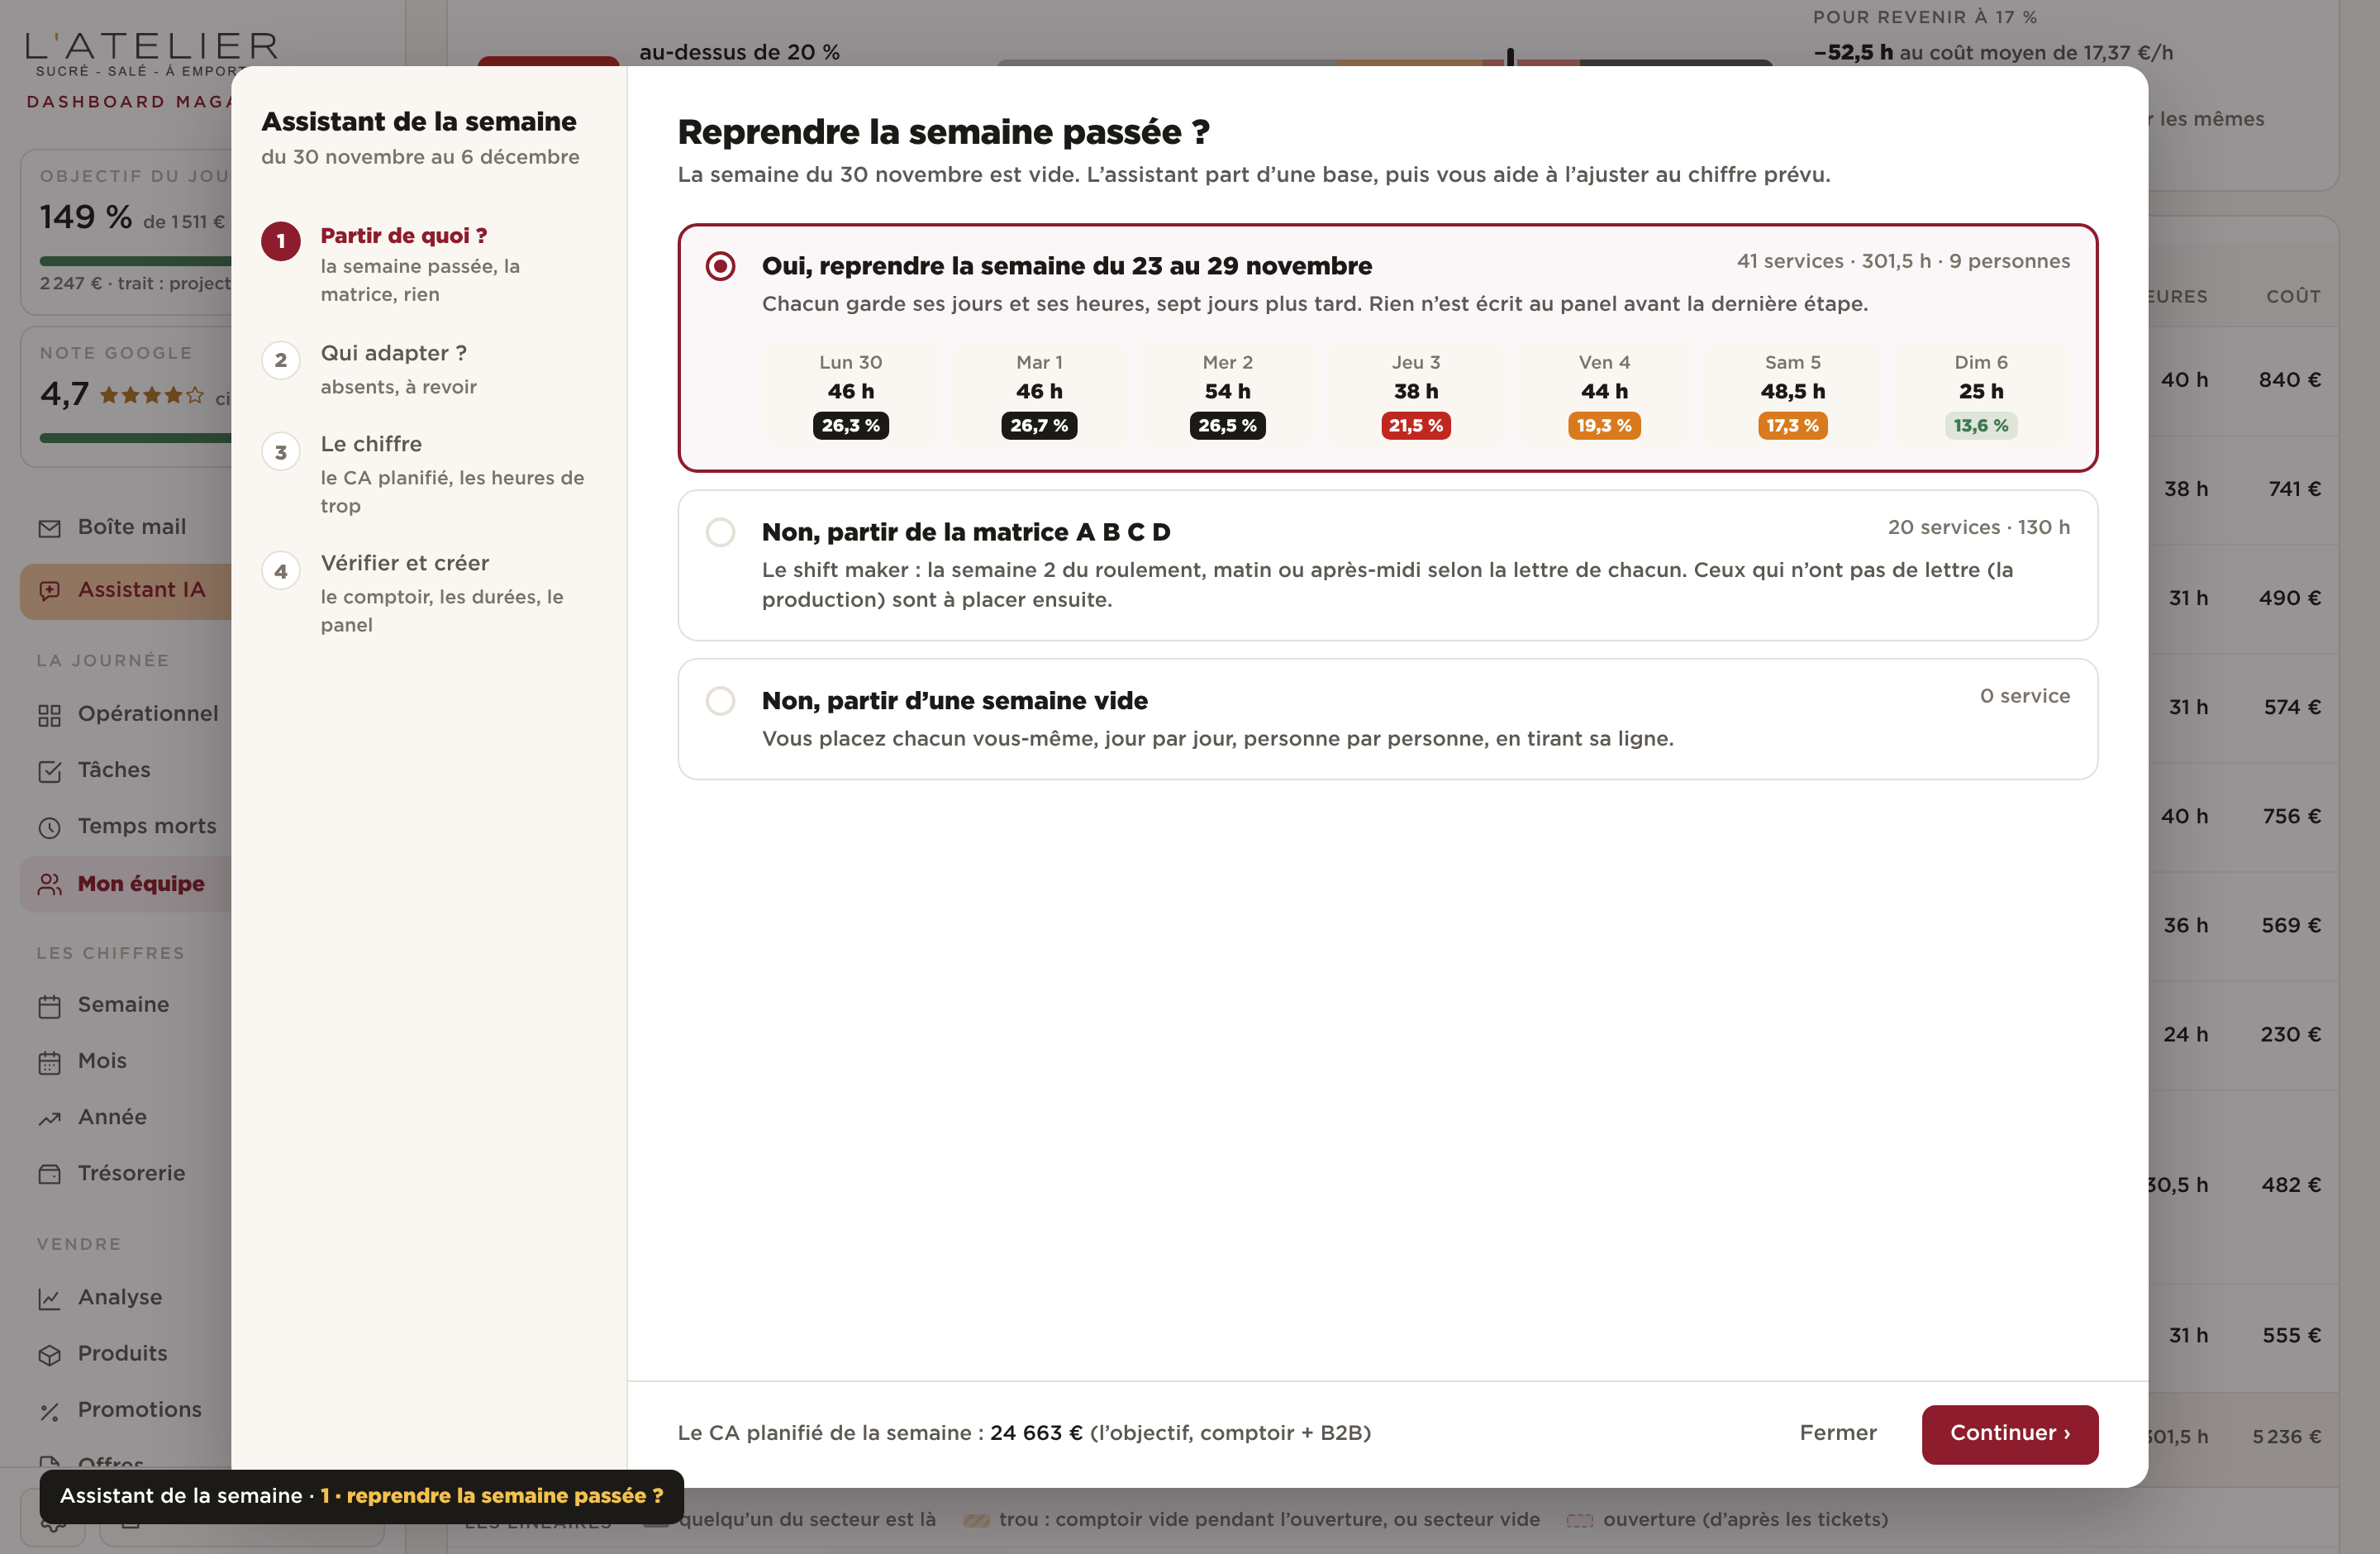 L'ATELIER
SUCRÉ - SALÉ - À EMPOR
DASHBOARD MAGA
OBJECTIF DU JOU
149 % de 1 511 €
2 247 € · trait : project
NOTE GOOGLE
4,7
Boîte mail
Assistant IA
LA JOURNÉE
Opérationnel
Tâches
Temps morts
Mon équipe
LES CHIFFRES
Semaine
Mois
Année
Trésorerie
VENDRE
Analyse
Produits
Promotions
Offres
au-dessus de 20 %
POUR REVENIR À 17 %
−52,5 h au coût moyen de 17,37 €/h
les mêmes
Assistant de la semaine
du 30 novembre au 6 décembre
1 Partir de quoi ?
la semaine passée, la
matrice, rien
2 Qui adapter ?
absents, à revoir
3 Le chiffre
le CA planifié, les heures de
trop
4 Vérifier et créer
le comptoir, les durées, le
panel
Reprendre la semaine passée ?
La semaine du 30 novembre est vide. L’assistant part d’une base, puis vous aide à l’ajuster au chiffre prévu.
Oui, reprendre la semaine du 23 au 29 novembre
41 services · 301,5 h · 9 personnes
Chacun garde ses jours et ses heures, sept jours plus tard. Rien n’est écrit au panel avant la dernière étape.
Lun 30 Mar 1 Mer 2 Jeu 3 Ven 4 Sam 5 Dim 6
46 h 46 h 54 h 38 h 44 h 48,5 h 25 h
26,3 % 26,7 % 26,5 % 21,5 % 19,3 % 17,3 % 13,6 %
Non, partir de la matrice A B C D
20 services · 130 h
Le shift maker : la semaine 2 du roulement, matin ou après-midi selon la lettre de chacun. Ceux qui n’ont pas de lettre (la
production) sont à placer ensuite.
Non, partir d’une semaine vide
0 service
Vous placez chacun vous-même, jour par jour, personne par personne, en tirant sa ligne.
Le CA planifié de la semaine : 24 663 € (l’objectif, comptoir + B2B)
Fermer
Continuer ›
EURES COÛT
40 h 840 €
38 h 741 €
31 h 490 €
31 h 574 €
40 h 756 €
36 h 569 €
24 h 230 €
30,5 h 482 €
31 h 555 €
301,5 h 5 236 €
Assistant de la semaine · 1 · reprendre la semaine passée ?
quelqu’un du secteur est là
trou : comptoir vide pendant l’ouverture, ou secteur vide
ouverture (d’après les tickets)